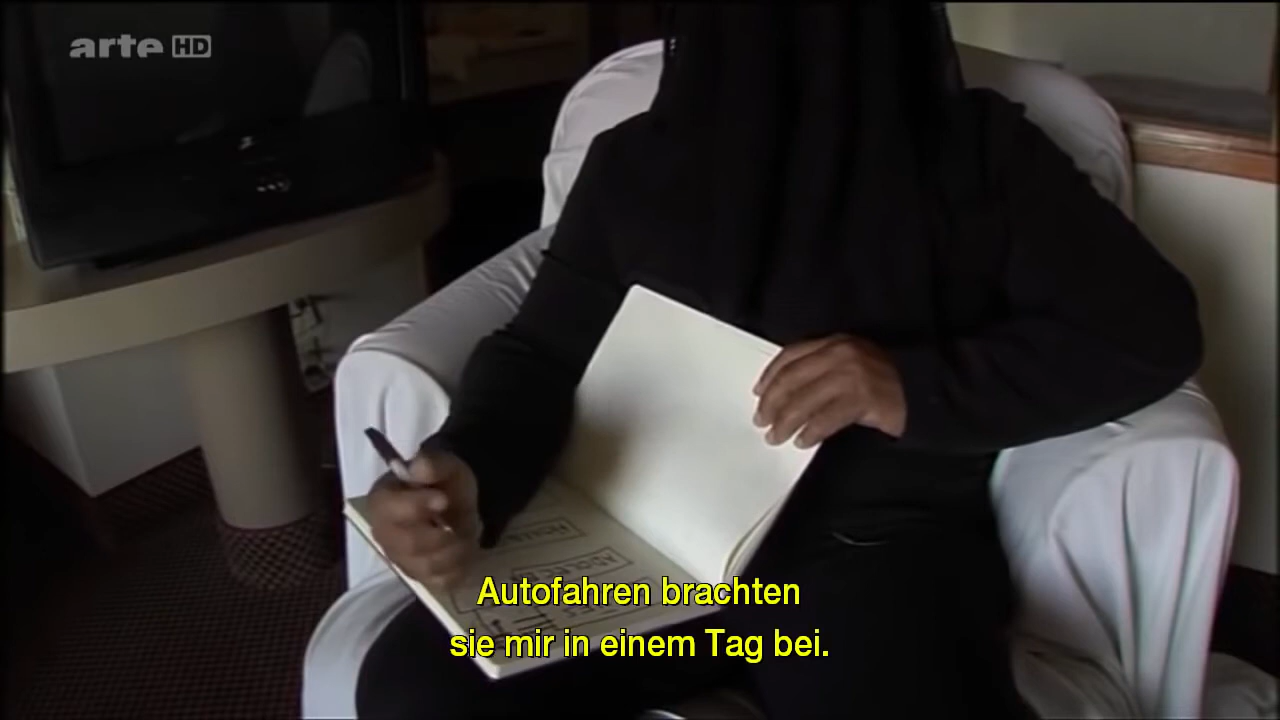 arte HD
Autofahren brachten
sie mir in einem Tag bei.